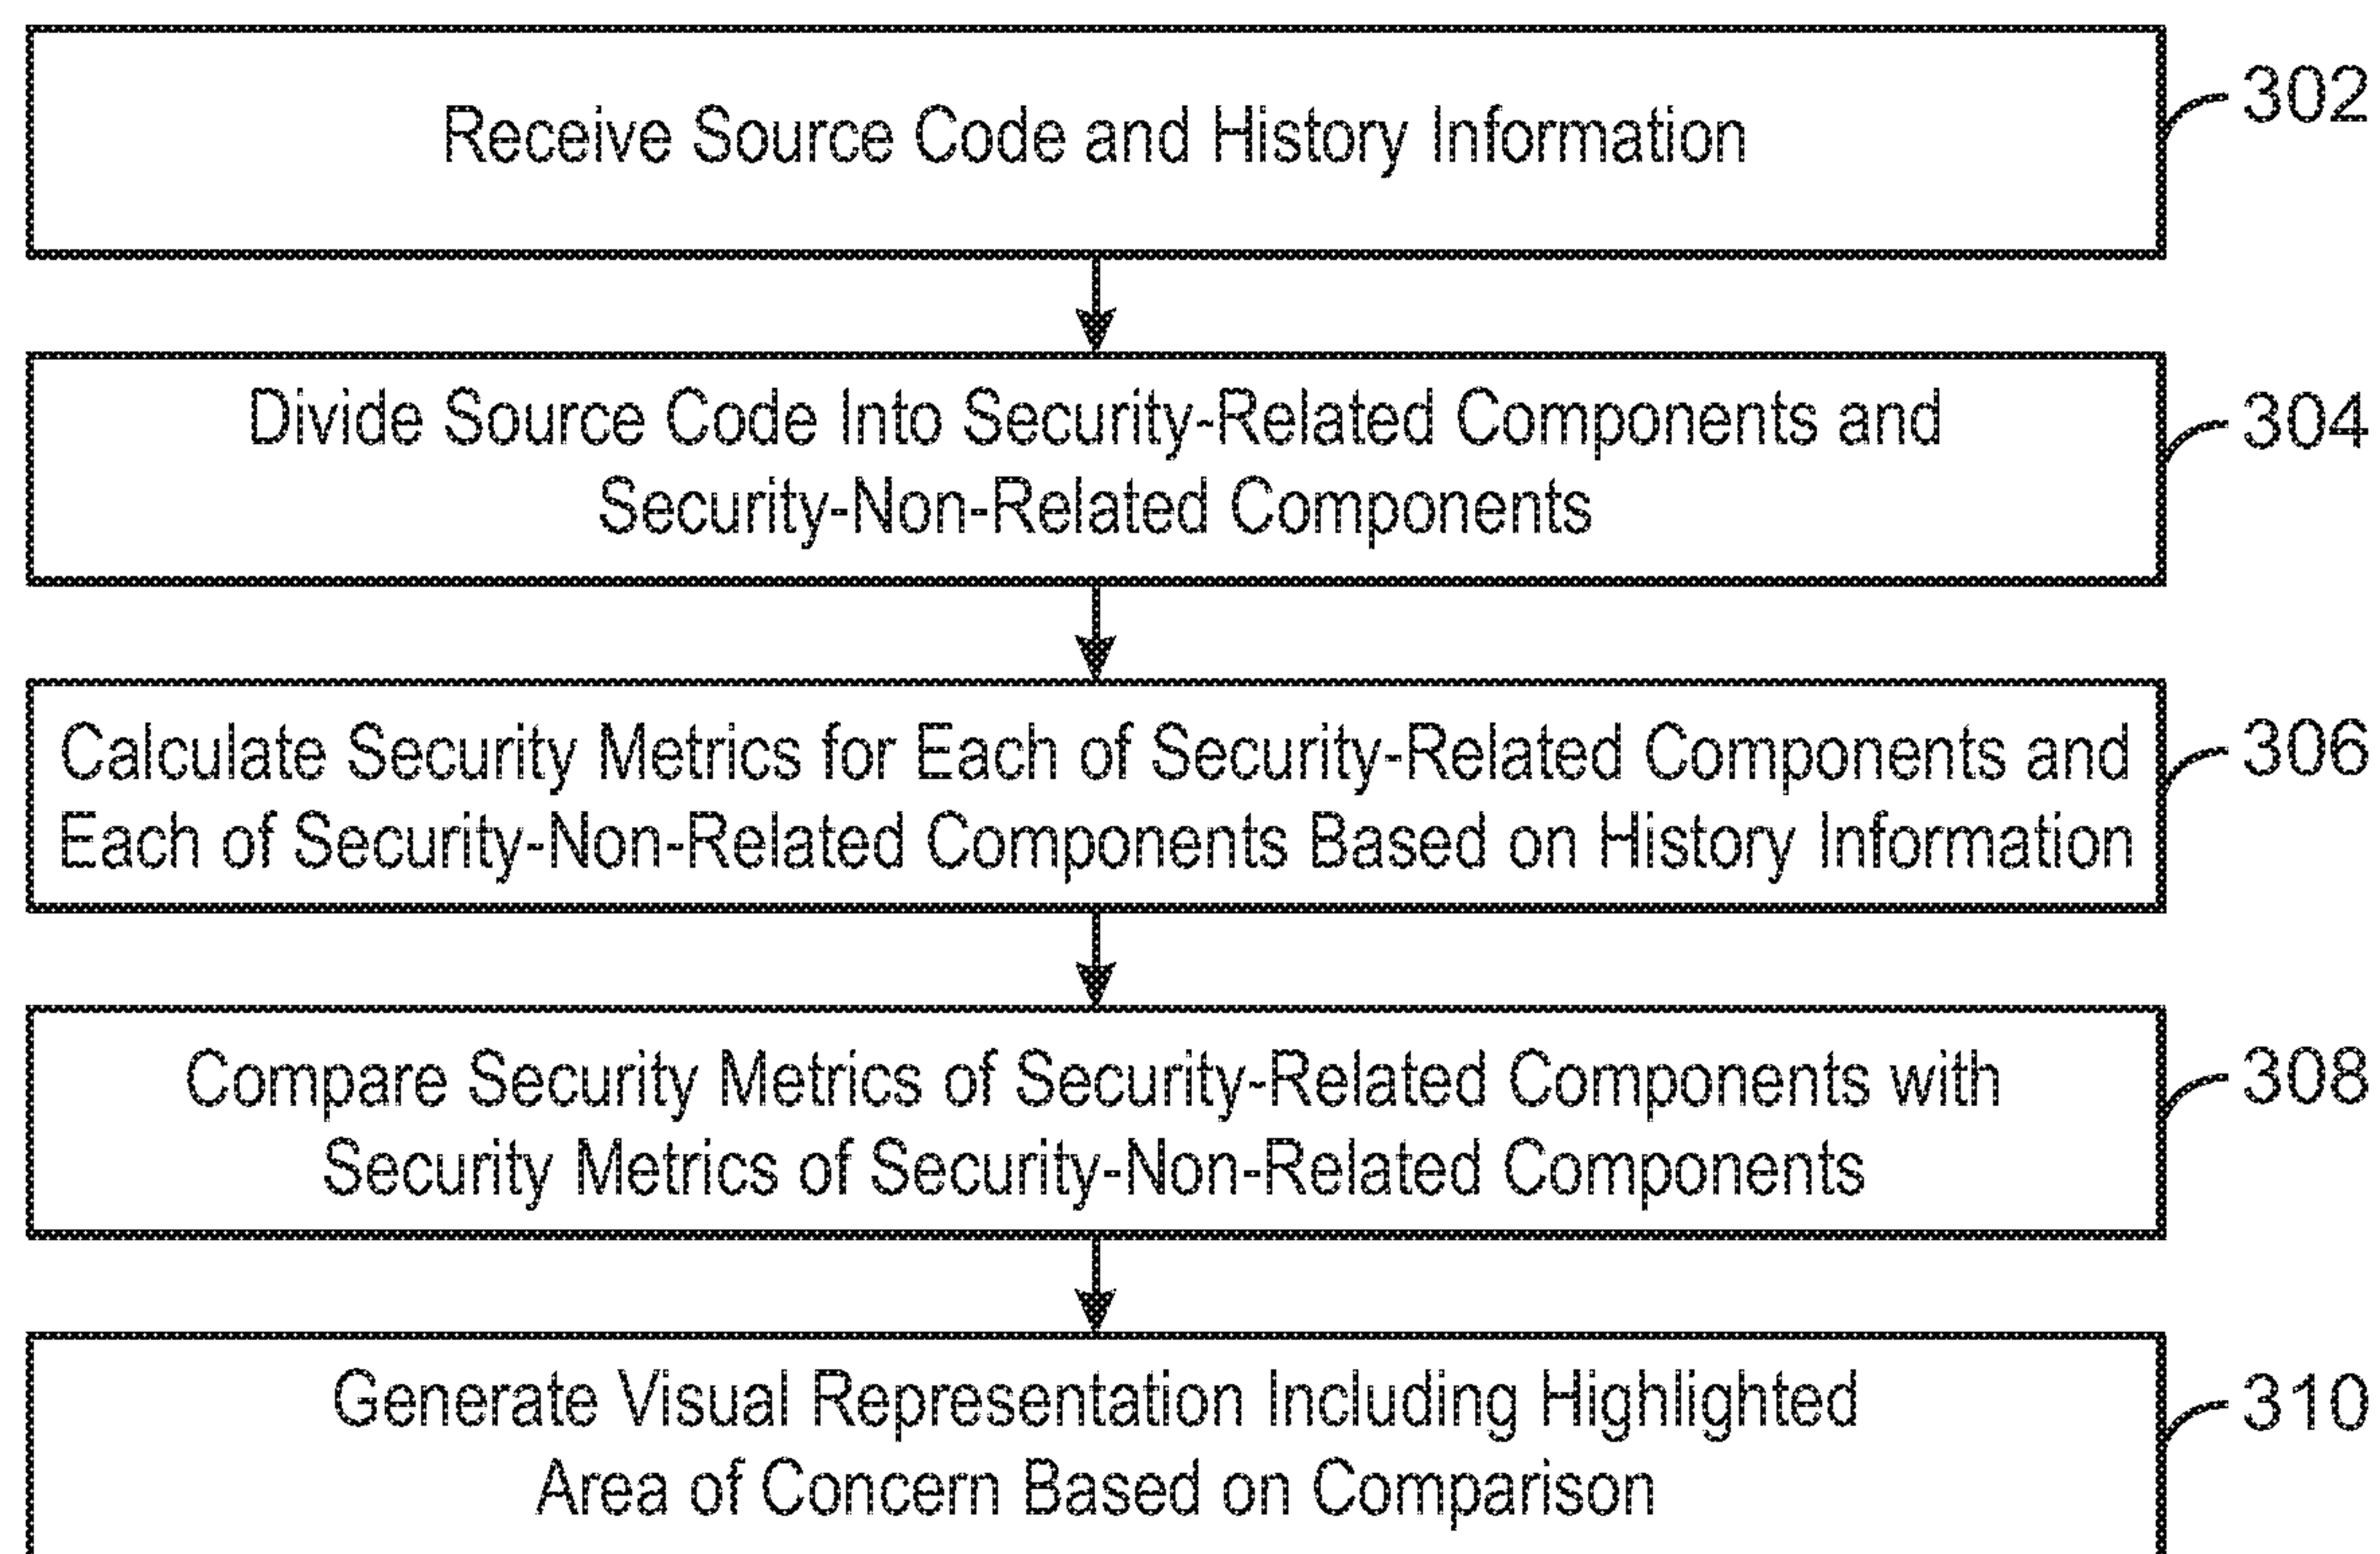 Receive Source Code and History Information
302
Divide Source Code Into Security-Related Components and
Security-Non-Related Components
304
Calculate Security Metrics for Each of Security-Related Components and
Each of Security-Non-Related Components Based on History Information
306
Compare Security Metrics of Security-Related Components with
Security Metrics of Security-Non-Related Components
308
Generate Visual Representation Including Highlighted
Area of Concern Based on Comparison
310